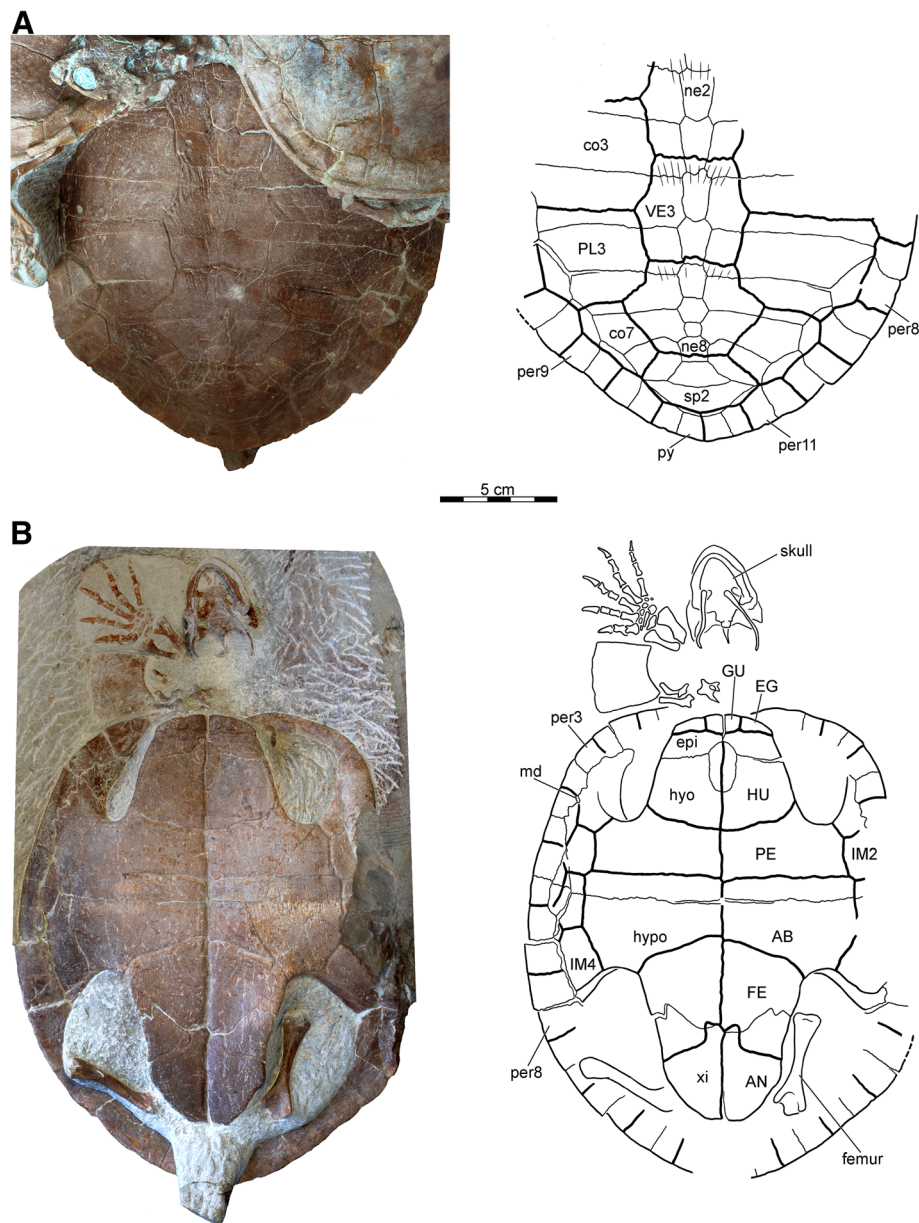 A
ne2
co3
VE3
PL3
per8
co7
ne8
per9
sp2
per11
py
5 cm
B
skull
GU
EG
per3
epi
md
hyo
HU
PE
IM2
hypo
AB
IM4
FE
per8
xi
AN
femur